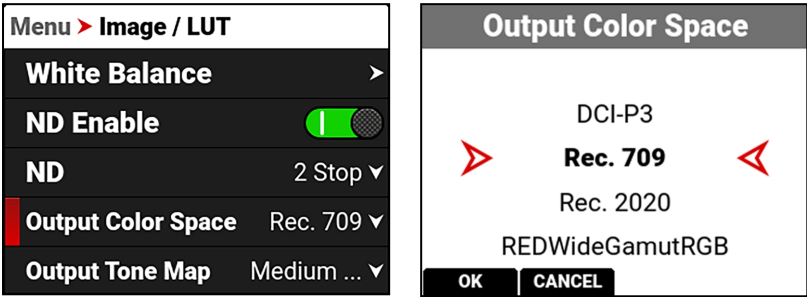 Menu Image / LUT
White Balance
ND Enable
ND 2 Stop
Output Color Space Rec. 709
Output Tone Map Medium ...
Output Color Space
DCI-P3
Rec. 709
Rec. 2020
REDWideGamutRGB
OK CANCEL